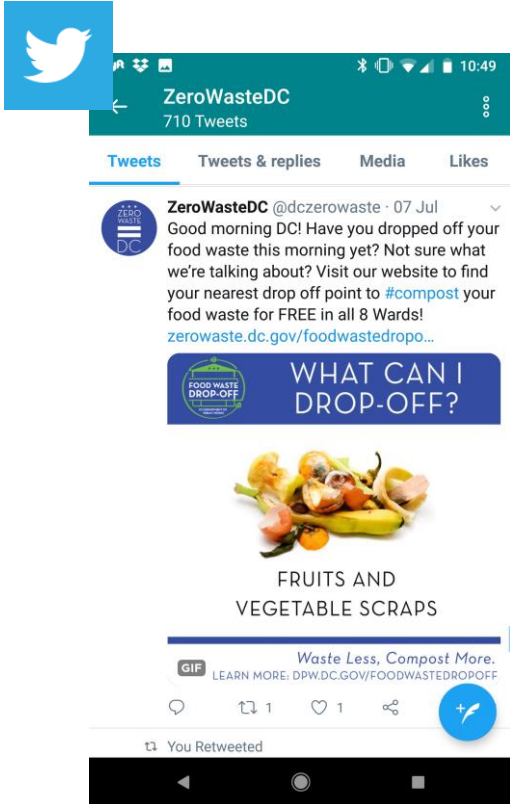 10:49
ZeroWasteDC
710 Tweets
Tweets Tweets & replies Media Likes
ZeroWasteDC @dczerowaste · 07 Jul
Good morning DC! Have you dropped off your
food waste this morning yet? Not sure what
we're talking about? Visit our website to find
your nearest drop off point to #compost your
food waste for FREE in all 8 Wards!
zerowaste.dc.gov/foodwastedropo...
ZERO
WASTE
DC
FOOD WASTE
DROP-OFF
WHAT CAN I
DROP-OFF?
FRUITS AND
VEGETABLE SCRAPS
Waste Less, Compost More.
GIF
LEARN MORE: DPW.DC.GOV/FOODWASTEDROPOFF
1 1
You Retweeted